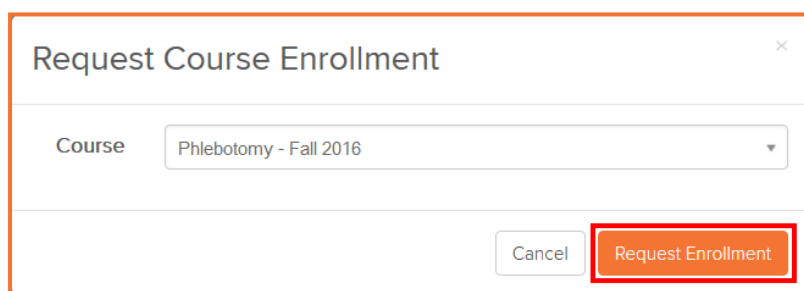 Request Course Enrollment
×
Course
Phlebotomy - Fall 2016
Cancel
Request Enrollment